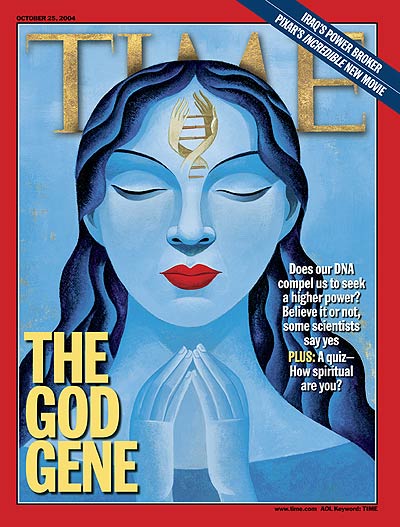 OCTOBER 25, 2004
IRAQ'S POWER BROKER
PIXAR'S INCREDIBLE NEW MOVIE
TIME
Does our DNA
compel us to seek
a higher power?
Believe it or not,
some scientists
say yes
PLUS: A quiz—
How spiritual
are you?
THE
GOD
GENE
www.time.com AOL Keyword: TIME